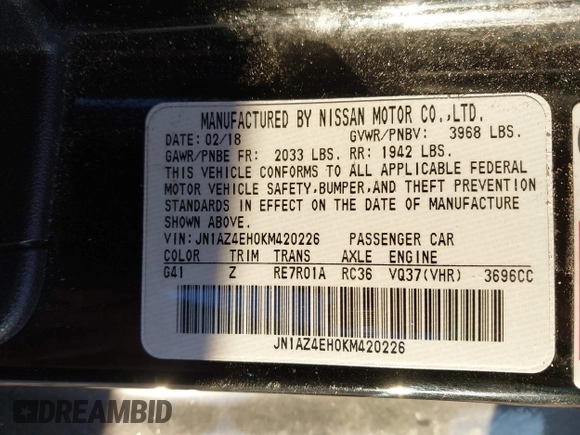 MANUFACTURED BY NISSAN MOTOR CO.,LTD.
DATE: 02/18 GVWR/PNBV: 3968 LBS.
GAWR/PNBE FR: 2033 LBS. RR: 1942 LBS.
THIS VEHICLE CONFORMS TO ALL APPLICABLE FEDERAL
MOTOR VEHICLE SAFETY,BUMPER,AND THEFT PREVENTION
STANDARDS IN EFFECT ON THE DATE OF MANUFACTURE
SHOWN ABOVE.
VIN: JN1AZ4EH0KM420226 PASSENGER CAR
COLOR TRIM TRANS AXLE ENGINE
G41 Z RE7R01A RC36 VQ37(VHR) 3696CC
JN1AZ4EH0KM420226
DREAMBID